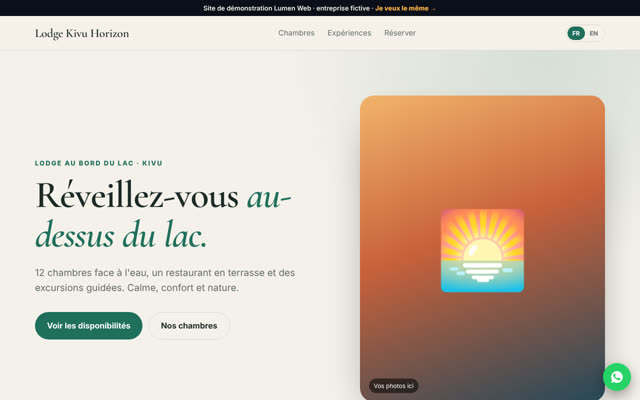 Site de démonstration Lumen Web · entreprise fictive · Je veux le même →
Lodge Kivu Horizon
Chambres Expériences Réserver
FR EN
LODGE AU BORD DU LAC · KIVU
Réveillez-vous au-
dessus du lac.
12 chambres face à l'eau, un restaurant en terrasse et des
excursions guidées. Calme, confort et nature.
Voir les disponibilités Nos chambres
Vos photos ici